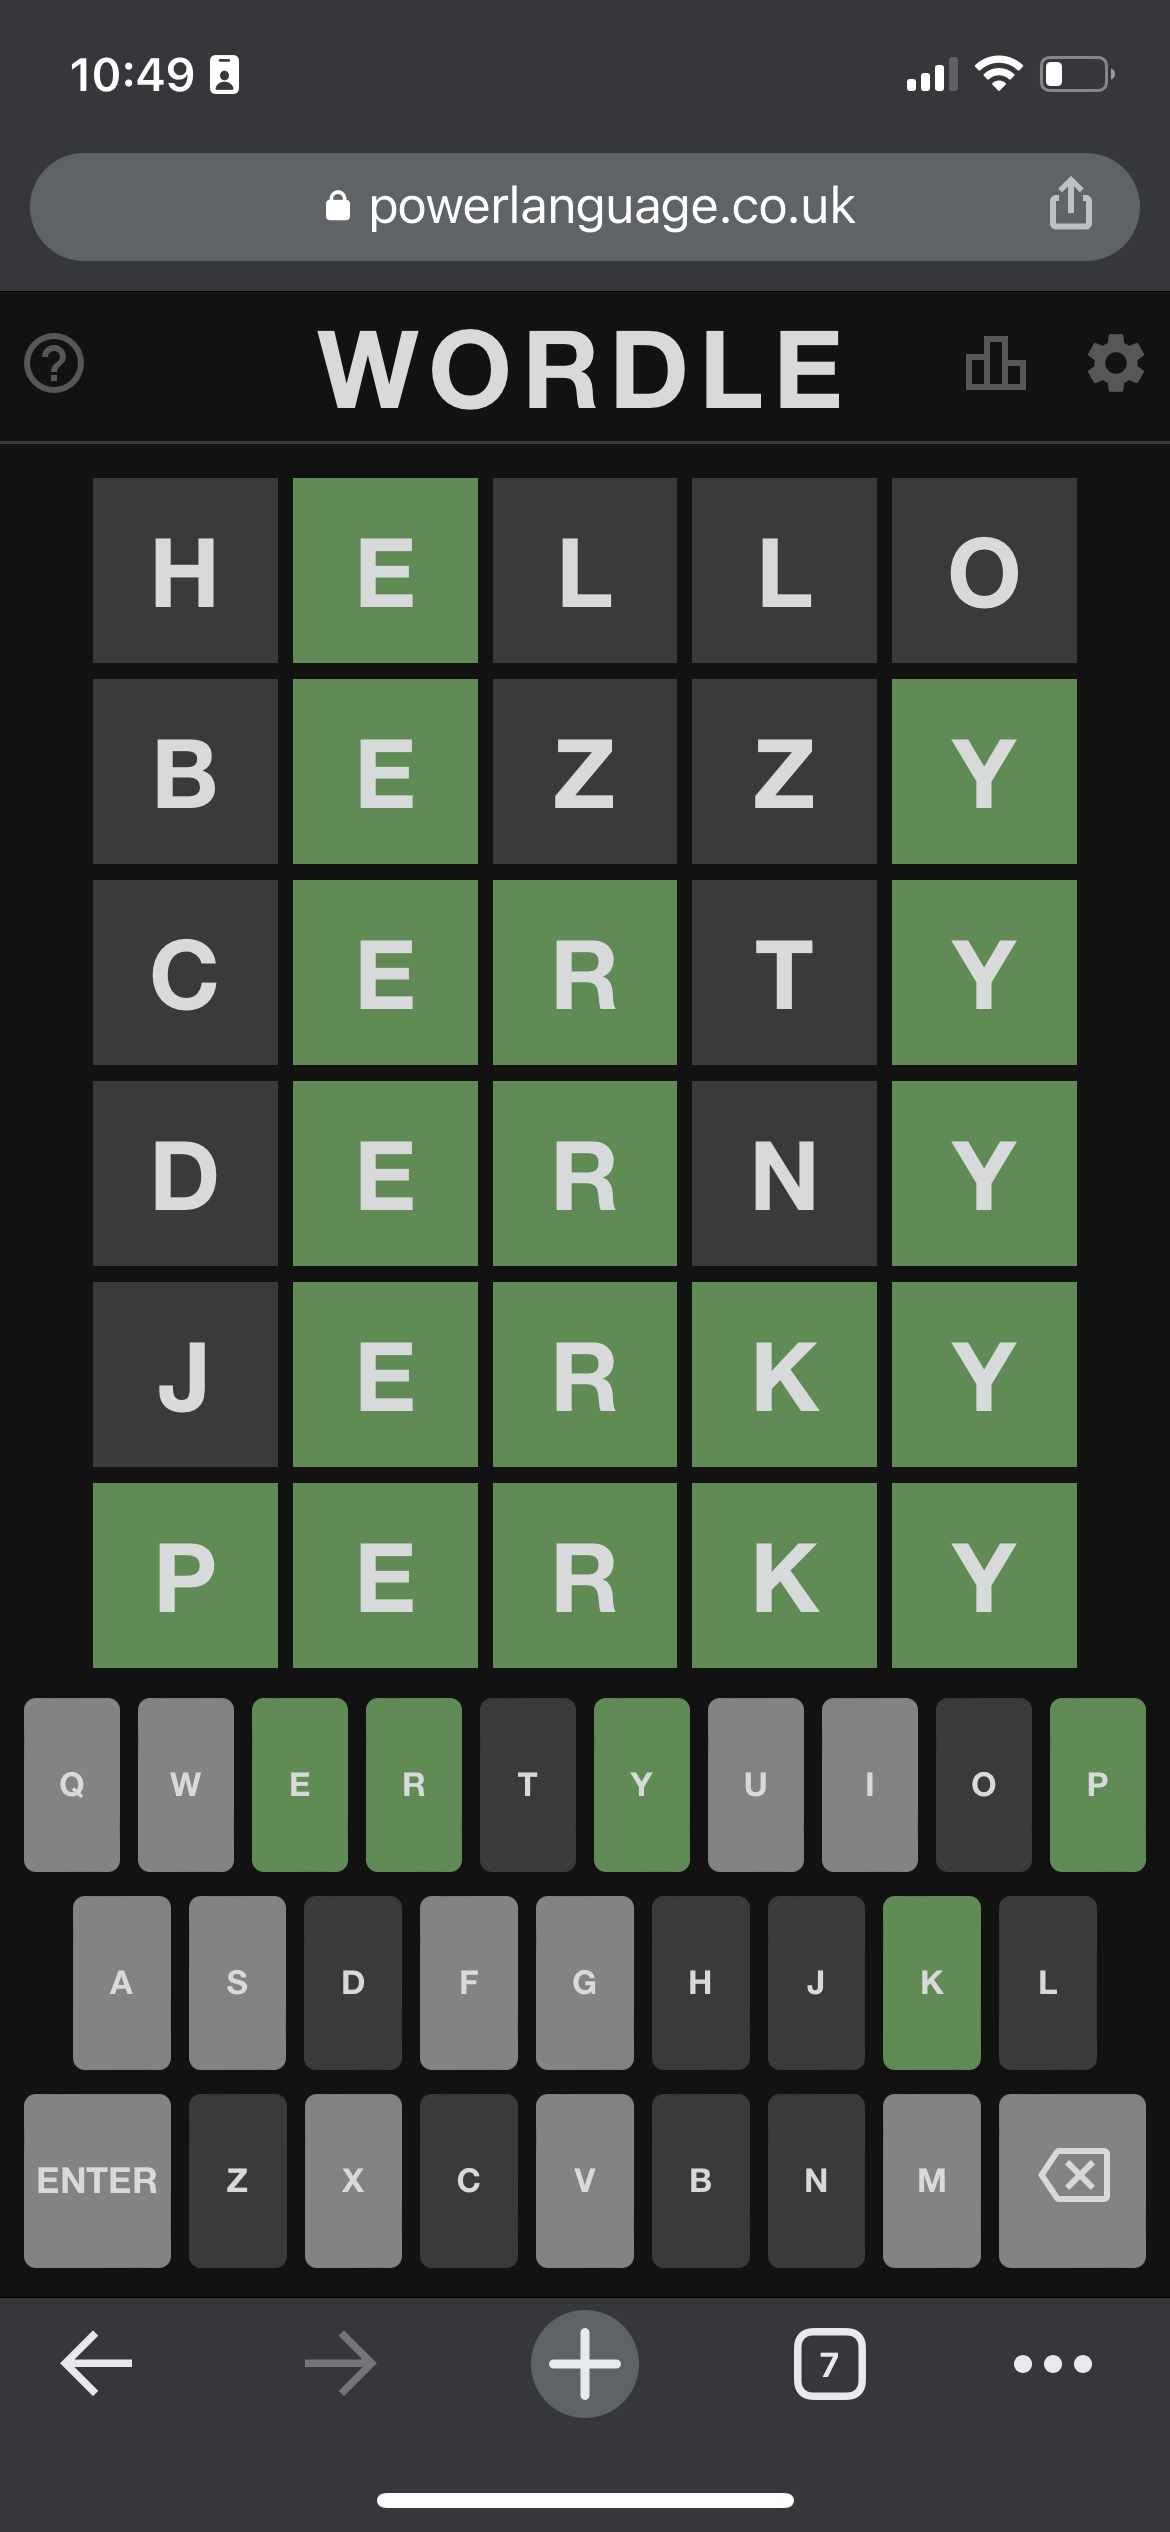 10:49
powerlanguage.co.uk
WORDLE
H E L L O
B E Z Z Y
C E R T Y
D E R N Y
J E R K Y
P E R K Y
Q W E R T Y U I O P
A S D F G H J K L
ENTER Z X C V B N M
7